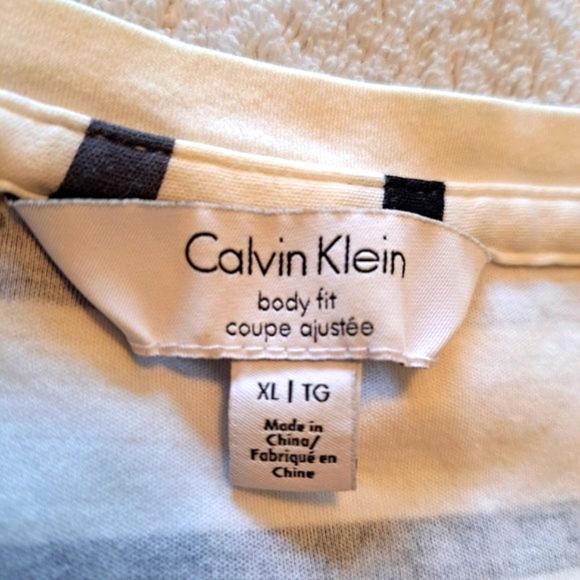 Calvin Klein
body fit
coupe ajustée
XL | TG
Made in
China/
Fabriqué en
Chine